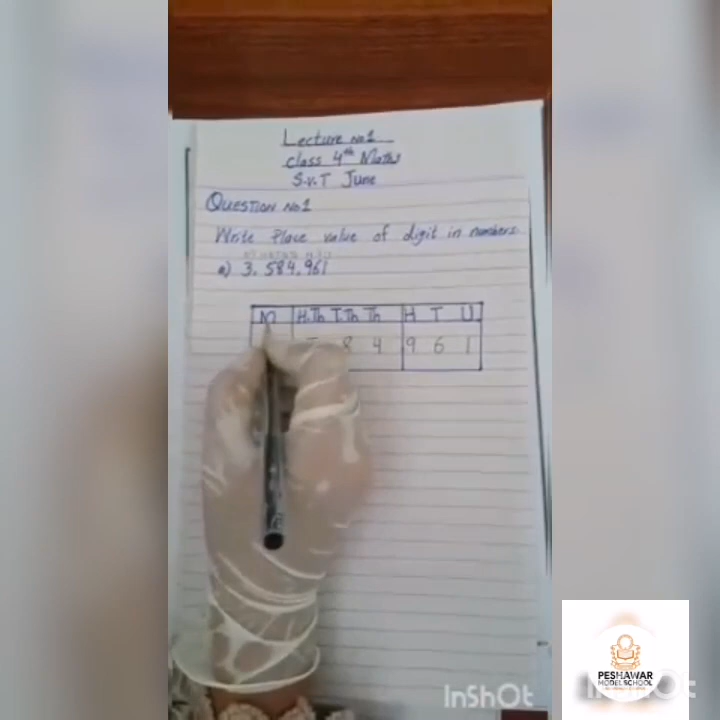 Lecture no 1
Class 4th Maths
S.V.T June
QUESTION No 1
Write Place value of digit in numbers
a) 3,584,961
M H.Th T.Th Th H T U
8 4 9 6 1
PESHAWAR
MODEL SCHOOL
InShOt